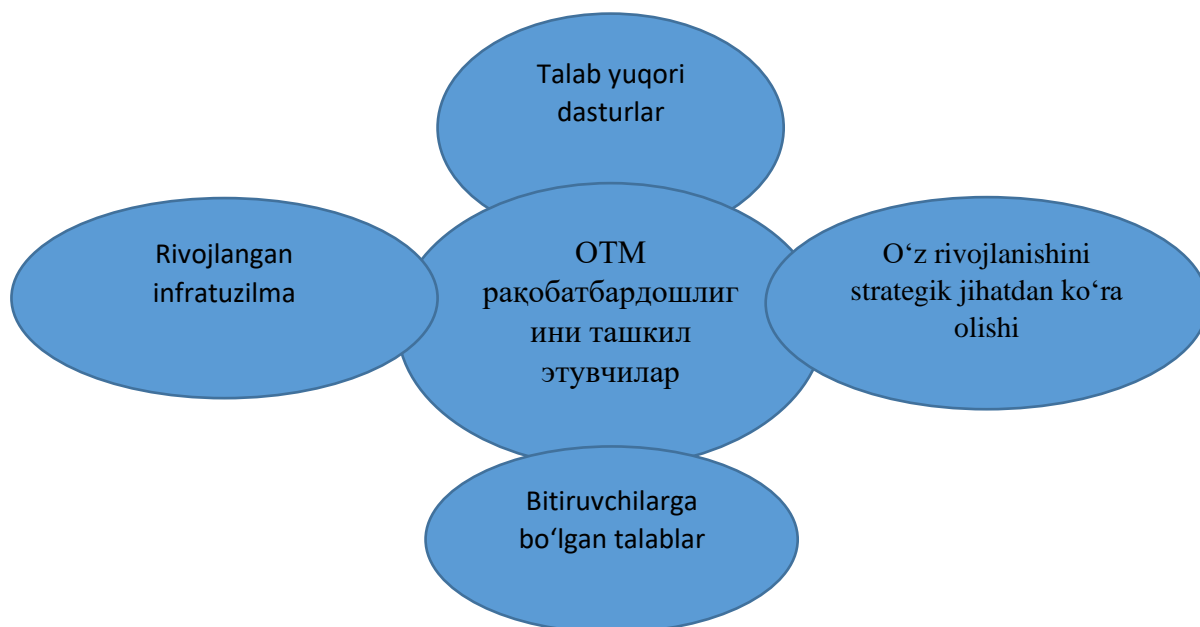 Talab yuqori
dasturlar
Rivojlangan
infratuzilma
ОТМ
рақобатбардошлиг
ини ташкил
этувчилар
O‘z rivojlanishini
strategik jihatdan ko‘ra
olishi
Bitiruvchilarga
bo‘lgan talablar